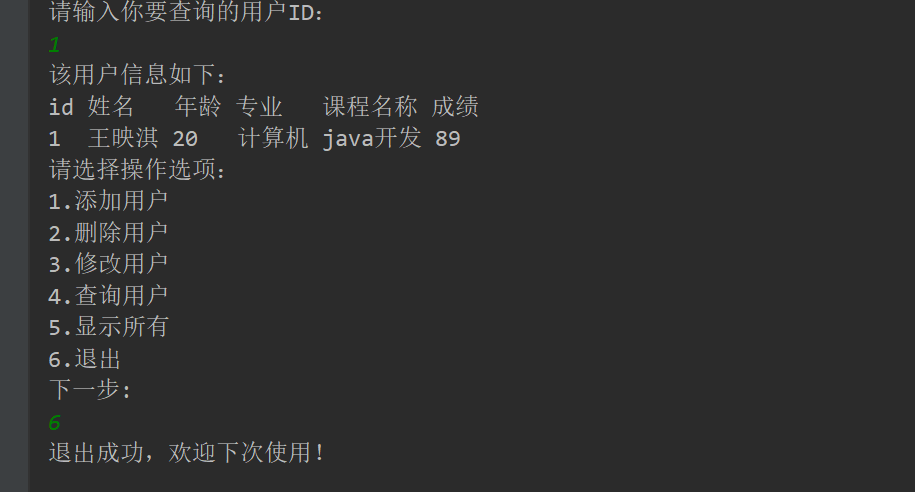 请输入你要查询的用户ID：
1
该用户信息如下：
id 姓名 年龄 专业 课程名称 成绩
1 王映淇 20 计算机 java开发 89
请选择操作选项：
1.添加用户
2.删除用户
3.修改用户
4.查询用户
5.显示所有
6.退出
下一步：
6
退出成功，欢迎下次使用！